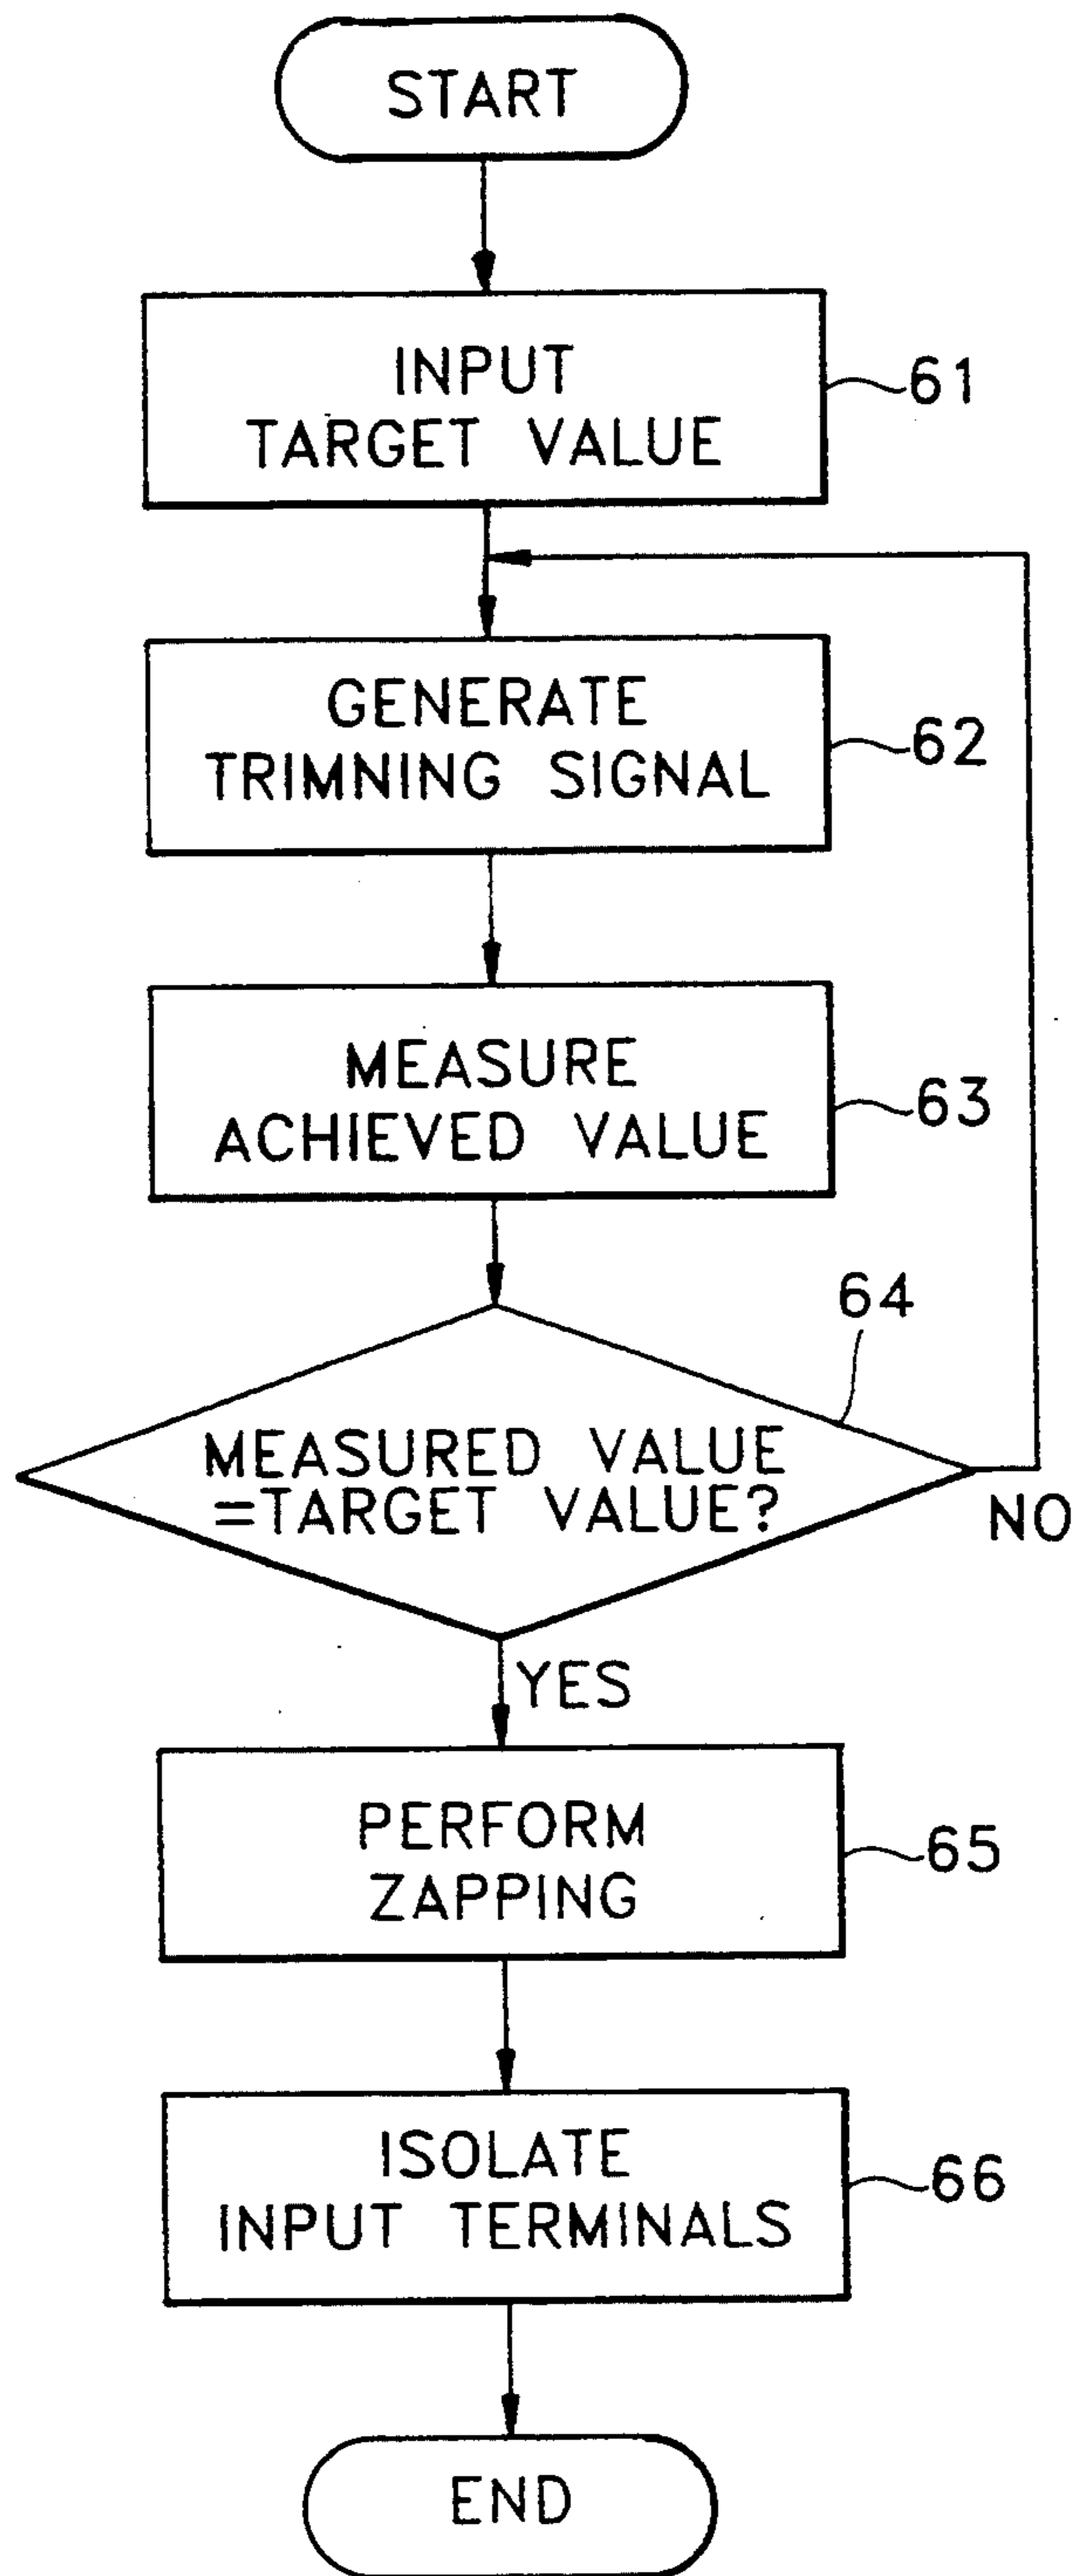 START
INPUT
TARGET VALUE
61
GENERATE
TRIMNING SIGNAL
62
MEASURE
ACHIEVED VALUE
63
64
MEASURED VALUE
=TARGET VALUE?
NO
YES
PERFORM
ZAPPING
65
ISOLATE
INPUT TERMINALS
66
END